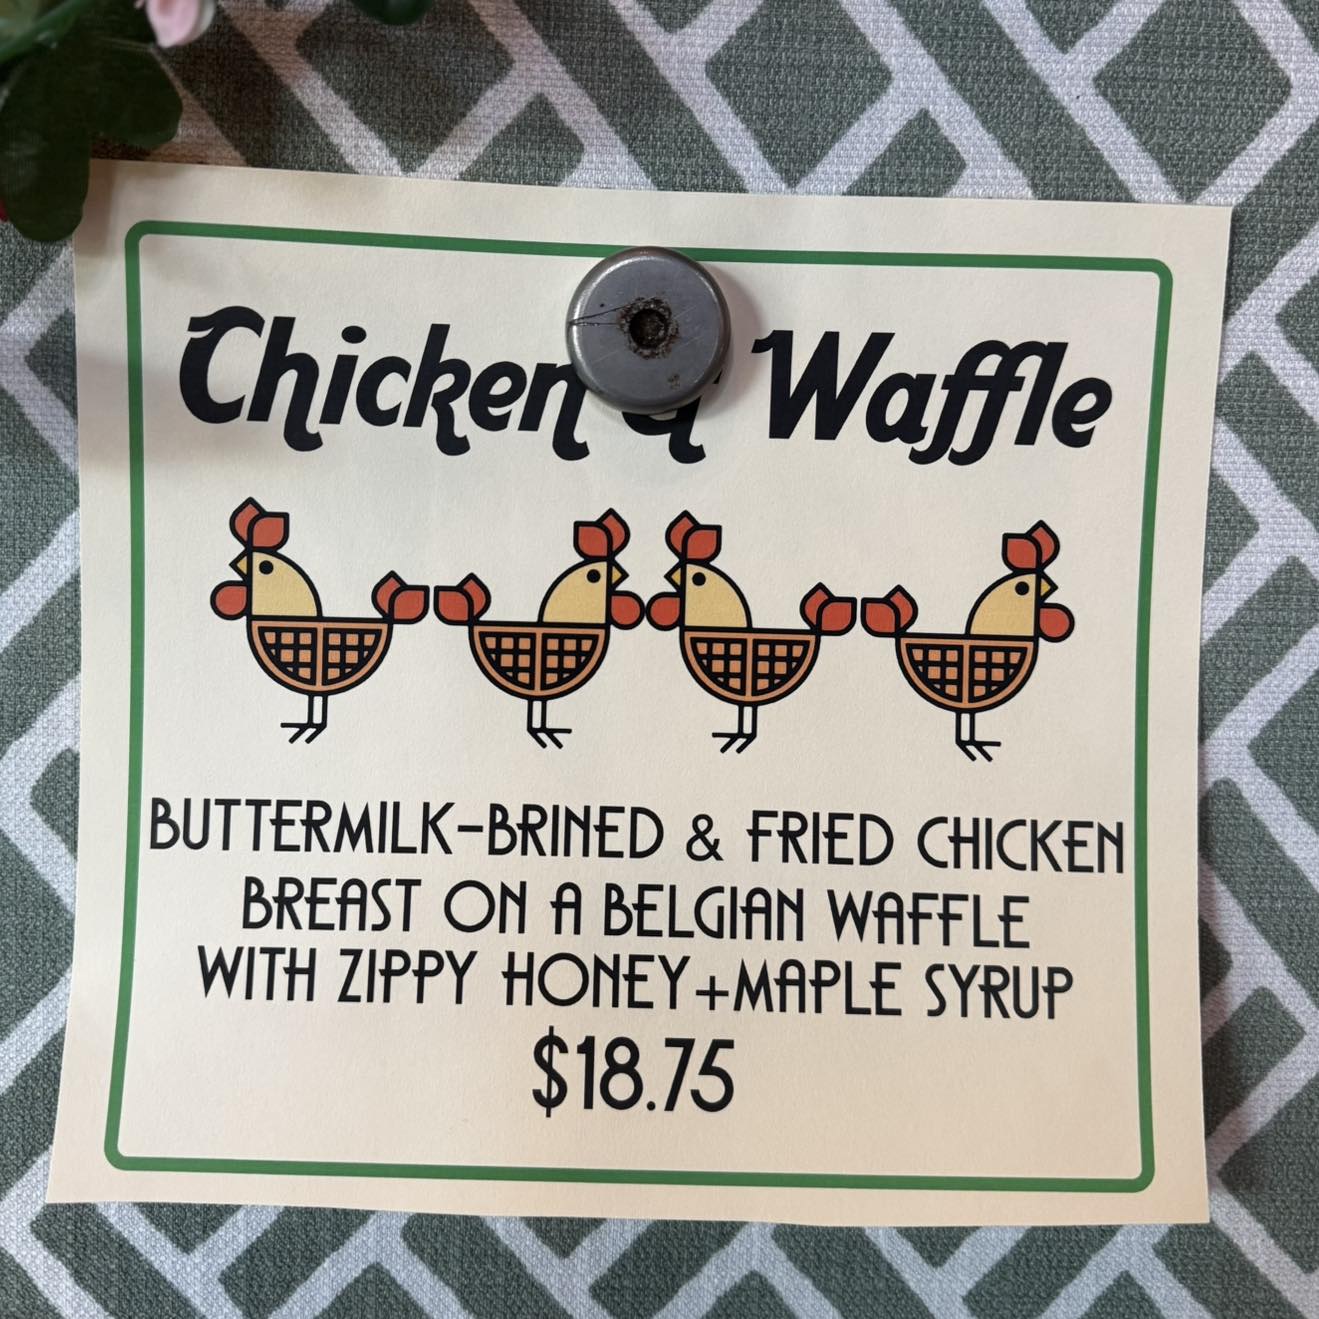 Chicken & Waffle
BUTTERMILK-BRINED & FRIED CHICKEN
BREAST ON A BELGIAN WAFFLE
WITH ZIPPY HONEY+MAPLE SYRUP
$18.75